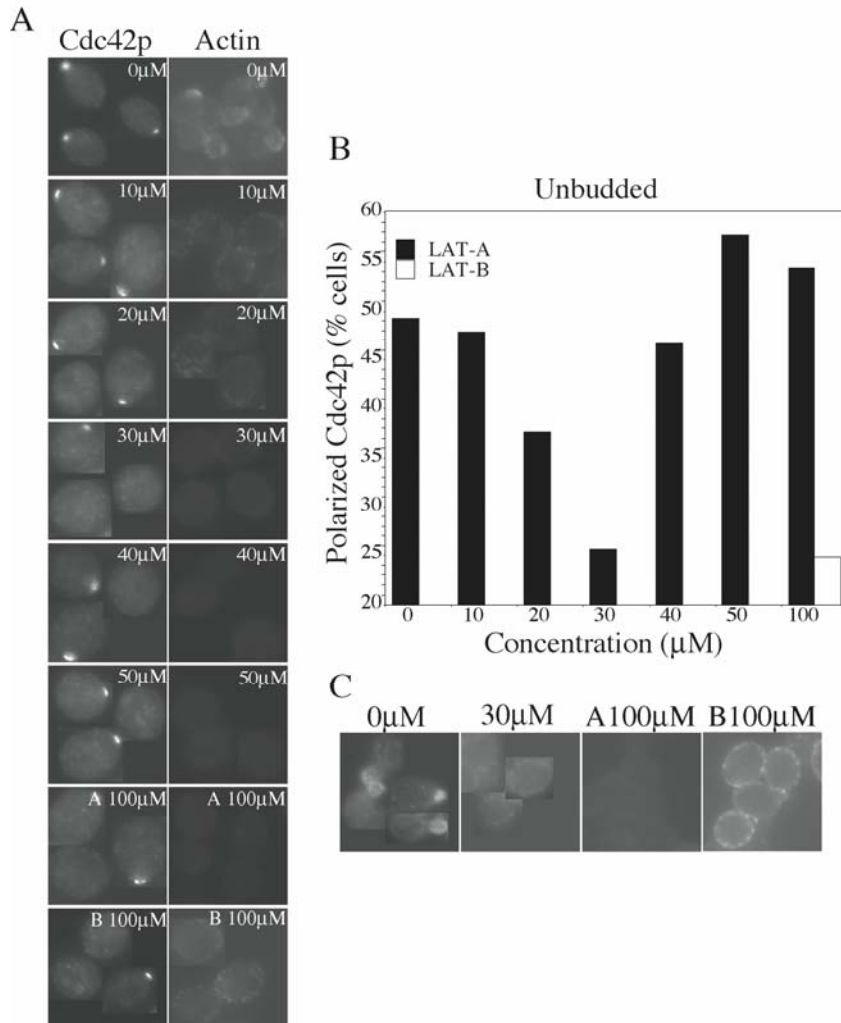 A
Cdc42p Actin
0µM 0µM
10µM 10µM
20µM 20µM
30µM 30µM
40µM 40µM
50µM 50µM
A 100µM A 100µM
B 100µM B 100µM
B
Unbudded
LAT-A
LAT-B
Polarized Cdc42p (% cells)
60
55
50
45
40
35
30
25
20
0 10 20 30 40 50 100
Concentration (µM)
C
0µM 30µM A100µM B100µM